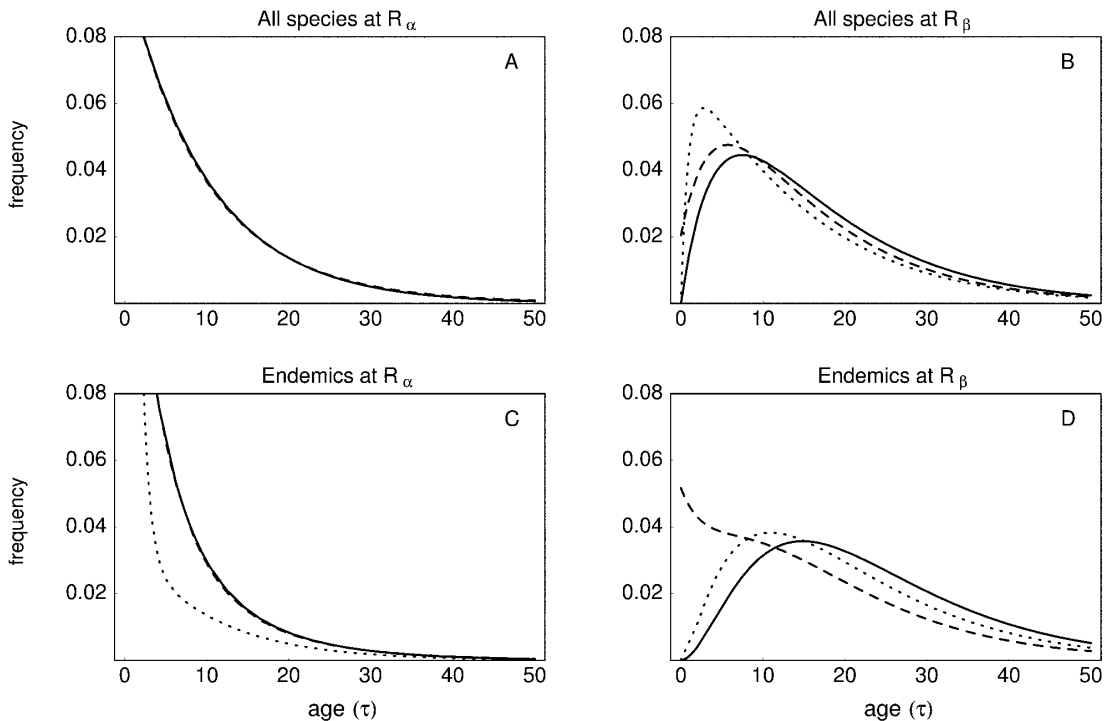 All species at R α
All species at R β
frequency
0.08
0.06
0.04
0.02
A
0 10 20 30 40 50
0.08
0.06
0.04
0.02
B
0 10 20 30 40 50
Endemics at R α
Endemics at R β
frequency
0.08
0.06
0.04
0.02
C
0 10 20 30 40 50
age (τ)
0.08
0.06
0.04
0.02
D
0 10 20 30 40 50
age (τ)